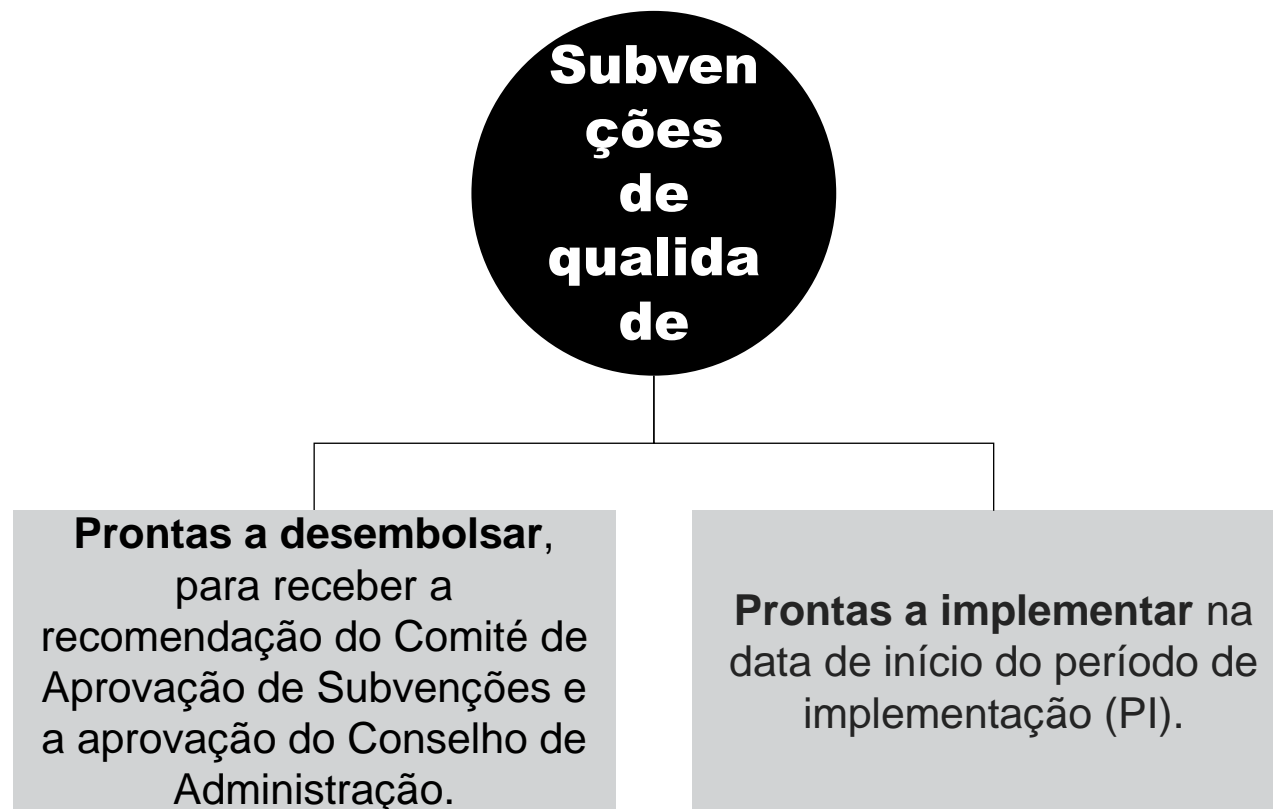 Subven
ções
de
qualida
de
Prontas a desembolsar,
para receber a
recomendação do Comité de
Aprovação de Subvenções e
a aprovação do Conselho de
Administração.
Prontas a implementar na
data de início do período de
implementação (PI).